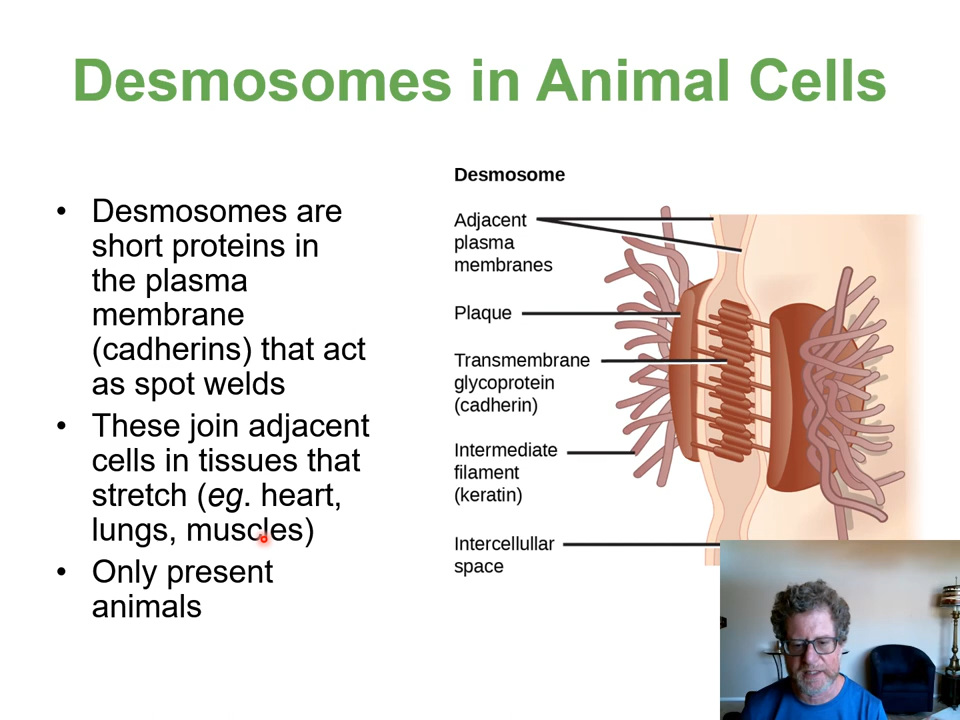 Desmosomes in Animal Cells
• Desmosomes are
short proteins in
the plasma
membrane
(cadherins) that act
as spot welds
• These join adjacent
cells in tissues that
stretch (eg. heart,
lungs, muscles)
• Only present
animals
Desmosome
Adjacent
plasma
membranes
Plaque
Transmembrane
glycoprotein
(cadherin)
Intermediate
filament
(keratin)
Intercellullar
space